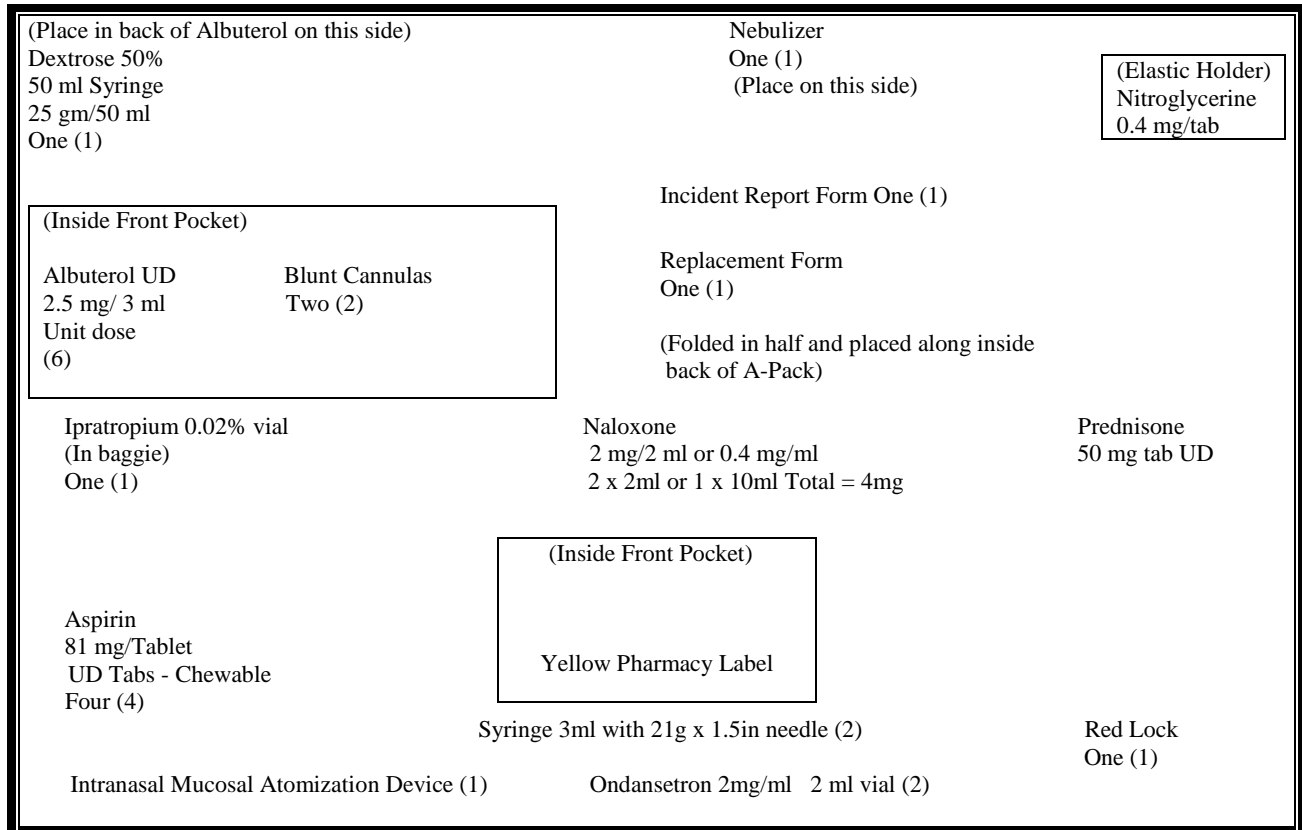 (Place in back of Albuterol on this side)
Dextrose 50%
50 ml Syringe
25 gm/50 ml
One (1)
Nebulizer
One (1)
(Place on this side)
(Elastic Holder)
Nitroglycerine
0.4 mg/tab
(Inside Front Pocket)
Albuterol UD
2.5 mg/ 3 ml
Unit dose
(6)
Blunt Cannulas
Two (2)
Incident Report Form One (1)
Replacement Form
One (1)
(Folded in half and placed along inside
back of A-Pack)
Ipratropium 0.02% vial
(In baggie)
One (1)
Naloxone
2 mg/2 ml or 0.4 mg/ml
2 x 2ml or 1 x 10ml Total = 4mg
Prednisone
50 mg tab UD
Aspirin
81 mg/Tablet
UD Tabs - Chewable
Four (4)
(Inside Front Pocket)
Yellow Pharmacy Label
Syringe 3ml with 21g x 1.5in needle (2)
Red Lock
One (1)
Intranasal Mucosal Atomization Device (1)
Ondansetron 2mg/ml 2 ml vial (2)